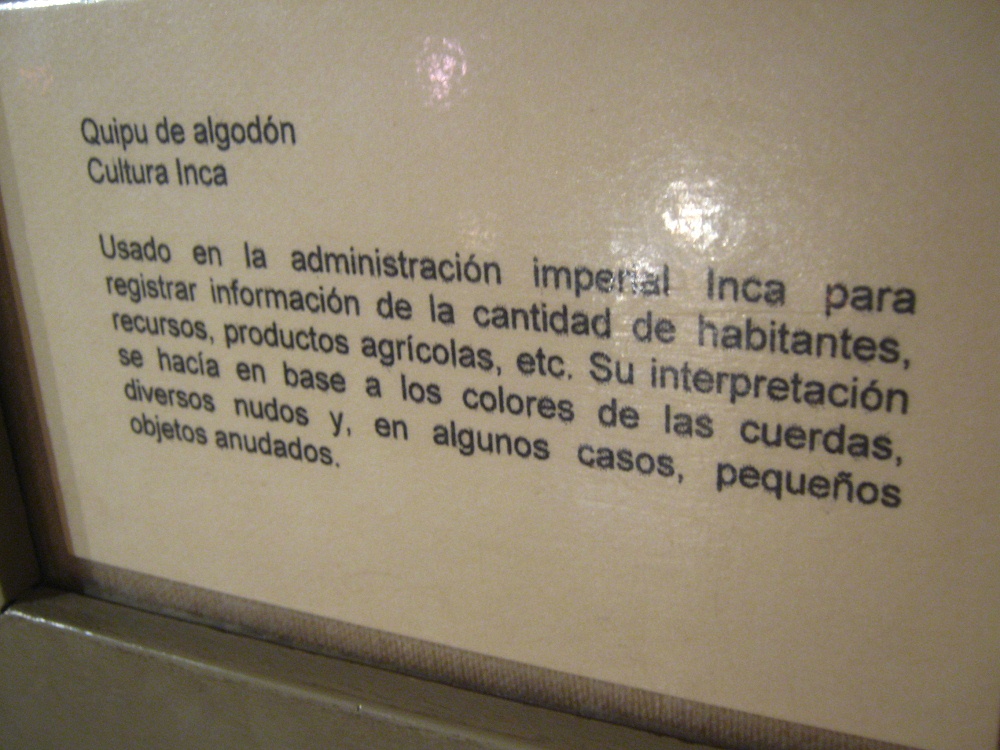 Quipu de algodón
Cultura Inca
Usado en la administración imperial Inca para
registrar información de la cantidad de habitantes,
recursos, productos agrícolas, etc. Su interpretación
se hacía en base a los colores de las cuerdas,
diversos nudos y, en algunos casos, pequeños
objetos anudados.